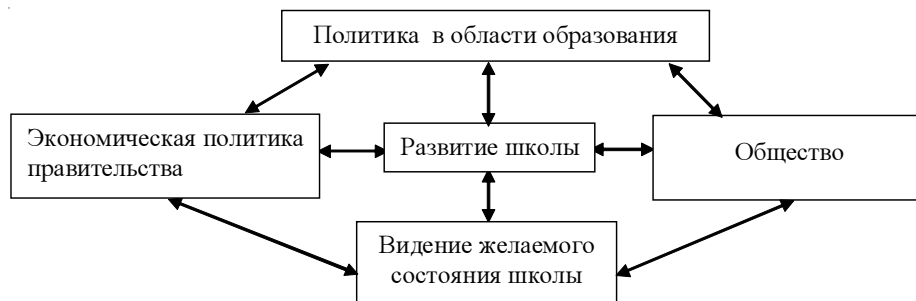 Политика в области образования
Экономическая политика
правительства
Развитие школы
Общество
Видение желаемого
состояния школы